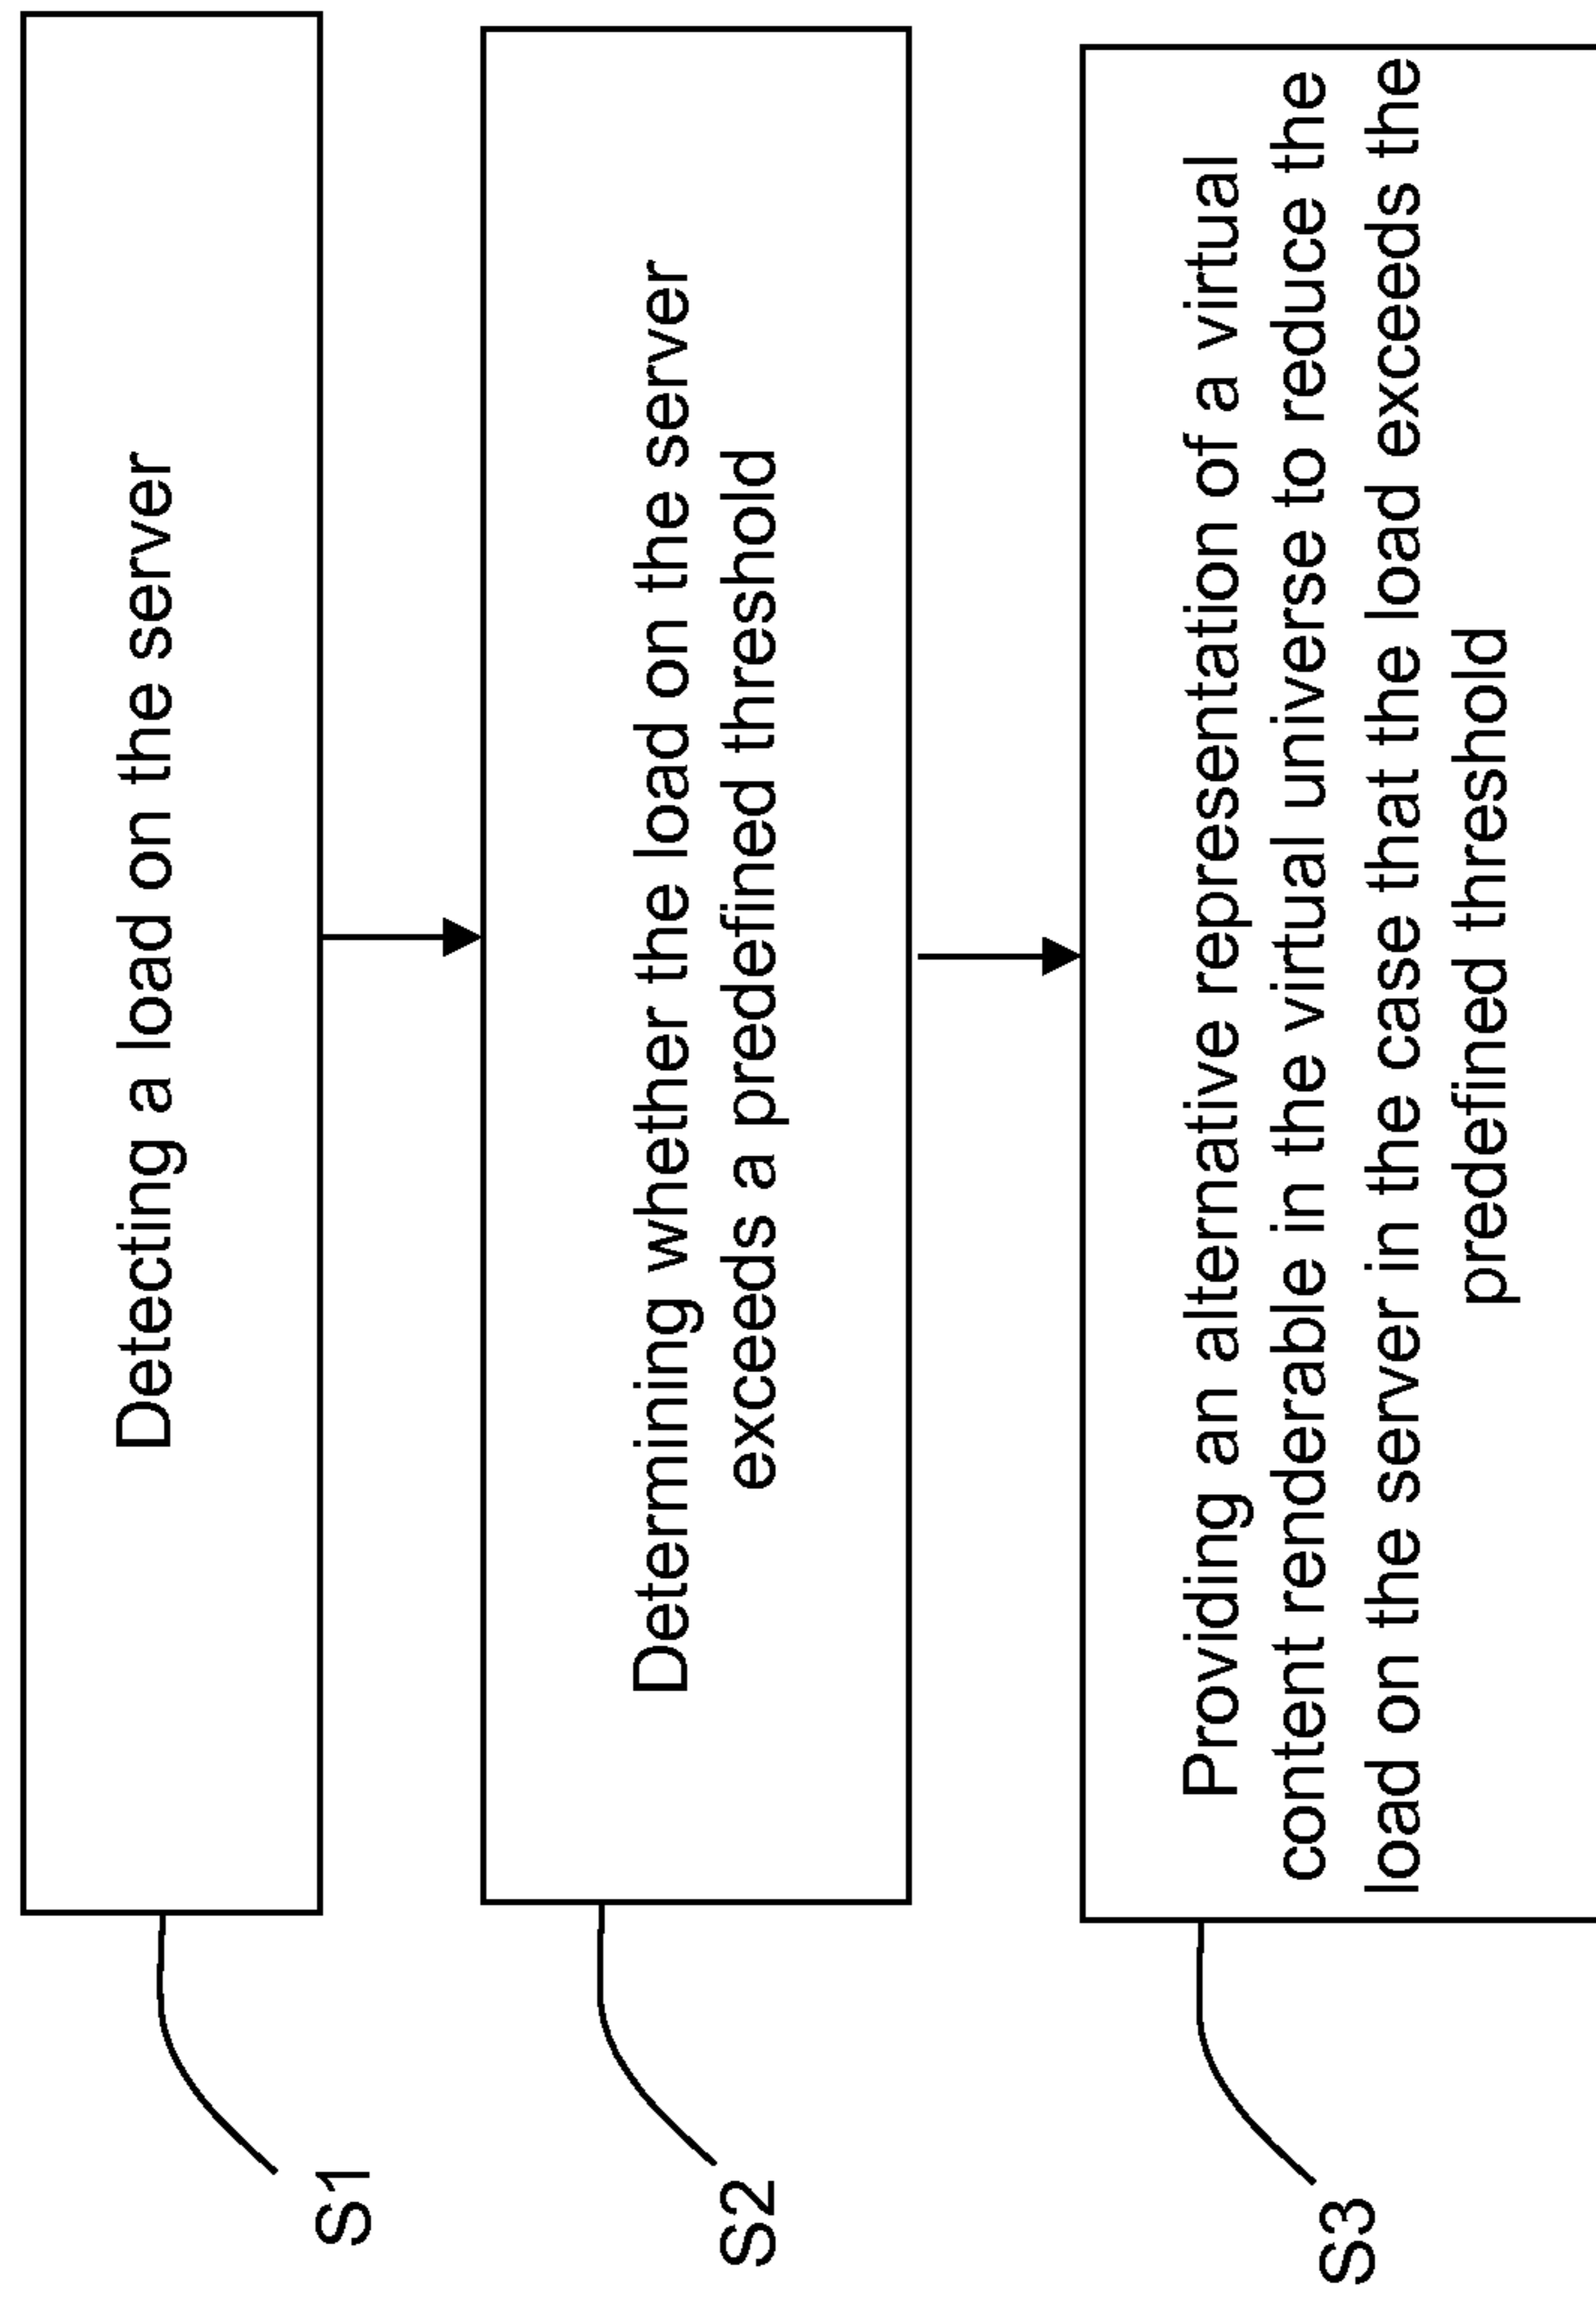 Detecting a load on the server
S1
Determining whether the load on the server
exceeds a predefined threshold
S2
Providing an alternative representation of a virtual
content renderable in the virtual universe to reduce the
load on the server in the case that the load exceeds the
predefined threshold
S3